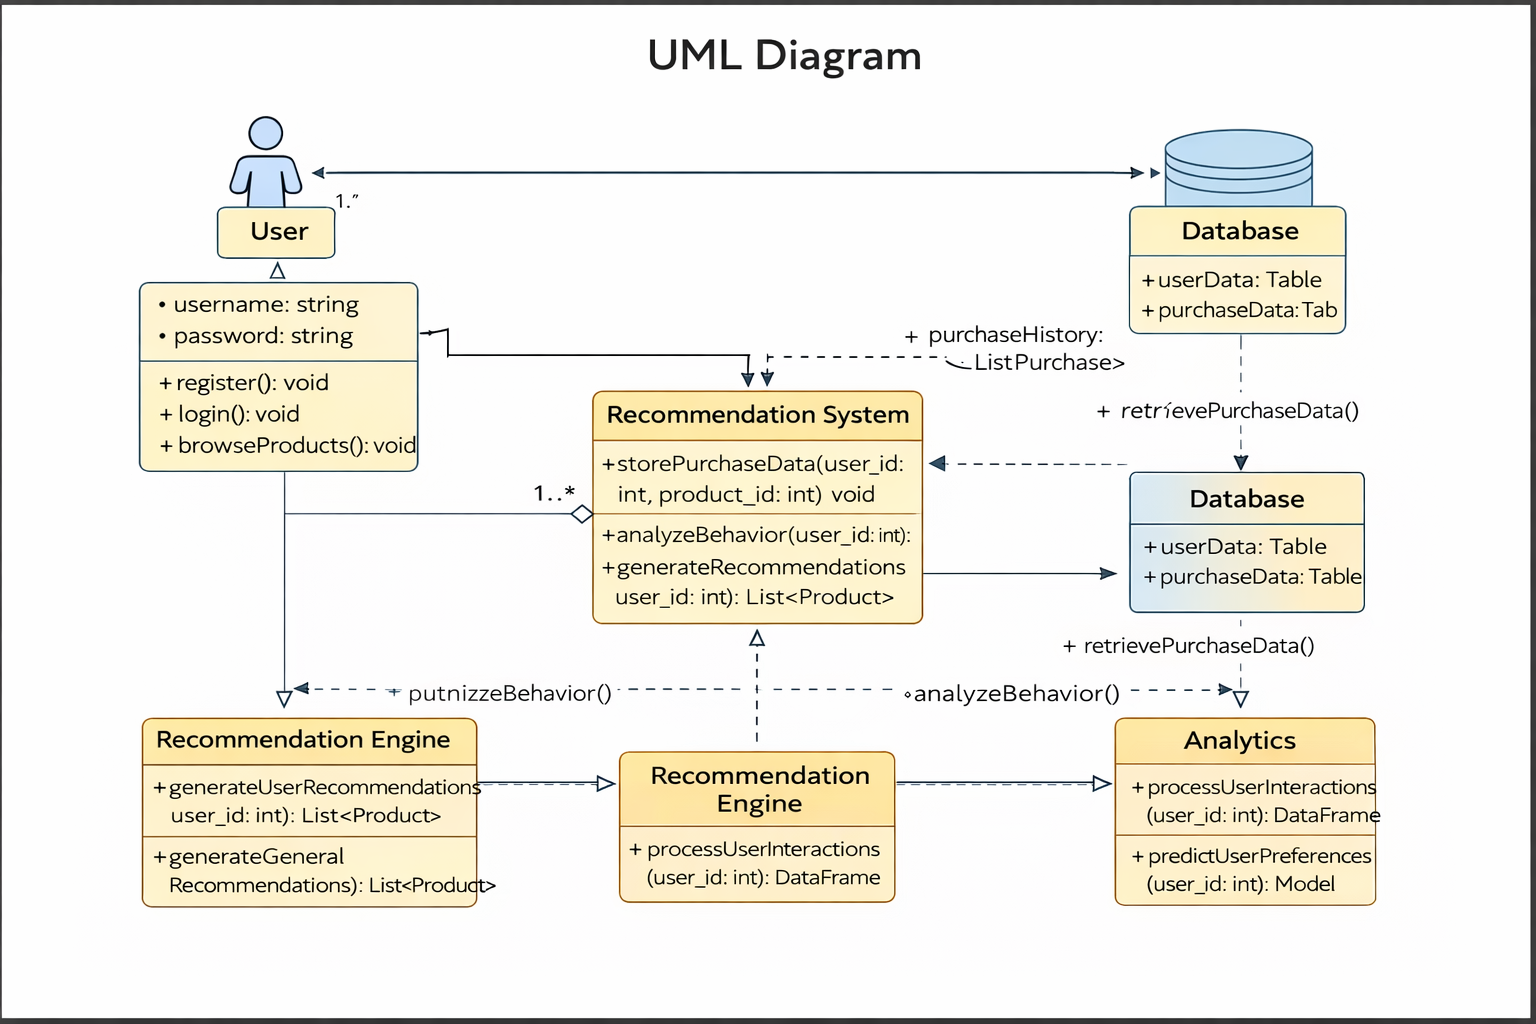 UML Diagram
1.”
User
• username: string
• password: string
+ register(): void
+ login(): void
+ browseProducts(): void
Database
+ userData: Table
+ purchaseData: Tab
+ purchaseHistory:
ListPurchase>
+ retrievePurchaseData()
Recommendation System
+ storePurchaseData(user_id:
int, product_id: int) void
+ analyzeBehavior(user_id: int):
+ generateRecommendations
user_id: int): List<Product>
1..*
Database
+ userData: Table
+ purchaseData: Table
+ retrievePurchaseData()
+ putnizzeBehavior()
∘analyzeBehavior()
Recommendation Engine
+ generateUserRecommendations
user_id: int): List<Product>
+ generateGeneral
Recommendations): List<Product>
Recommendation
Engine
+ processUserInteractions
(user_id: int): DataFrame
Analytics
+ processUserInteractions
(user_id: int): DataFrame
+ predictUserPreferences
(user_id: int): Model